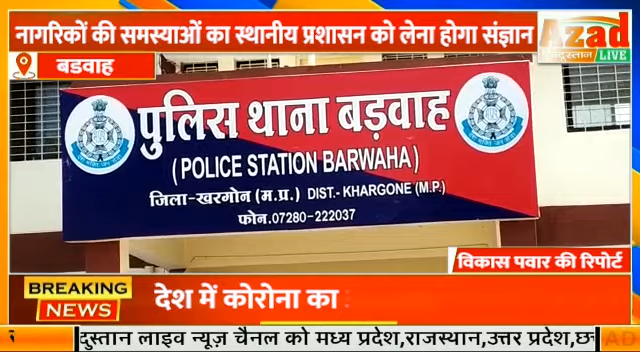 नागरिकों की समस्याओं का स्थानीय प्रशासन को लेना होगा संज्ञान
Azad
LIVE
बडवाह
पुलिस थाना बड़वाह
(POLICE STATION BARWAHA)
जिला-खरगोन (म.प्र.) DIST.- KHARGONE (M.P.)
फोन.07280-222037
विकास पवार की रिपोर्ट
BREAKING
NEWS
देश में कोरोना का
दुस्तान लाइव न्यूज़ चैनल को मध्य प्रदेश,राजस्थान,उत्तर प्रदेश,छत्त